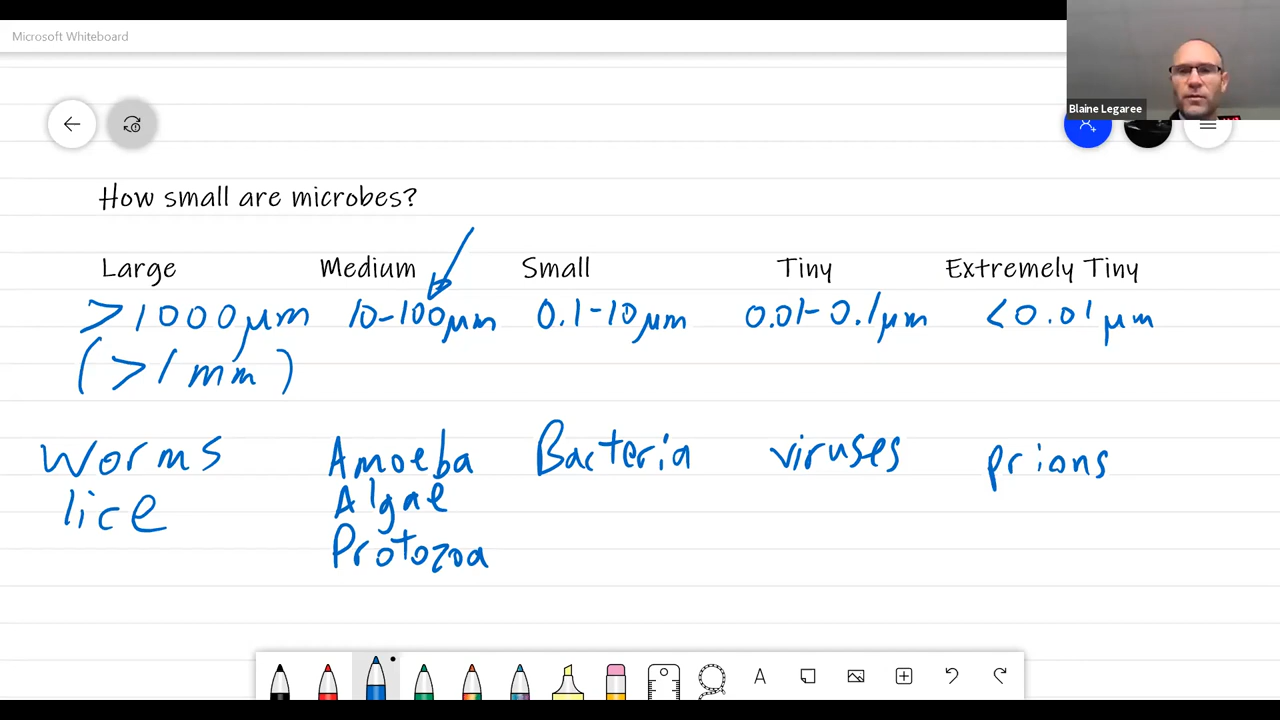 Microsoft Whiteboard
Blaine Legaree
How small are microbes?
Large Medium Small Tiny Extremely Tiny
>1000μm 10-100μm 0.1-10μm 0.01-0.1μm <0.01μm
(>1mm)
worms Amoeba Bacteria viruses prions
lice Algae
Protozoa
A